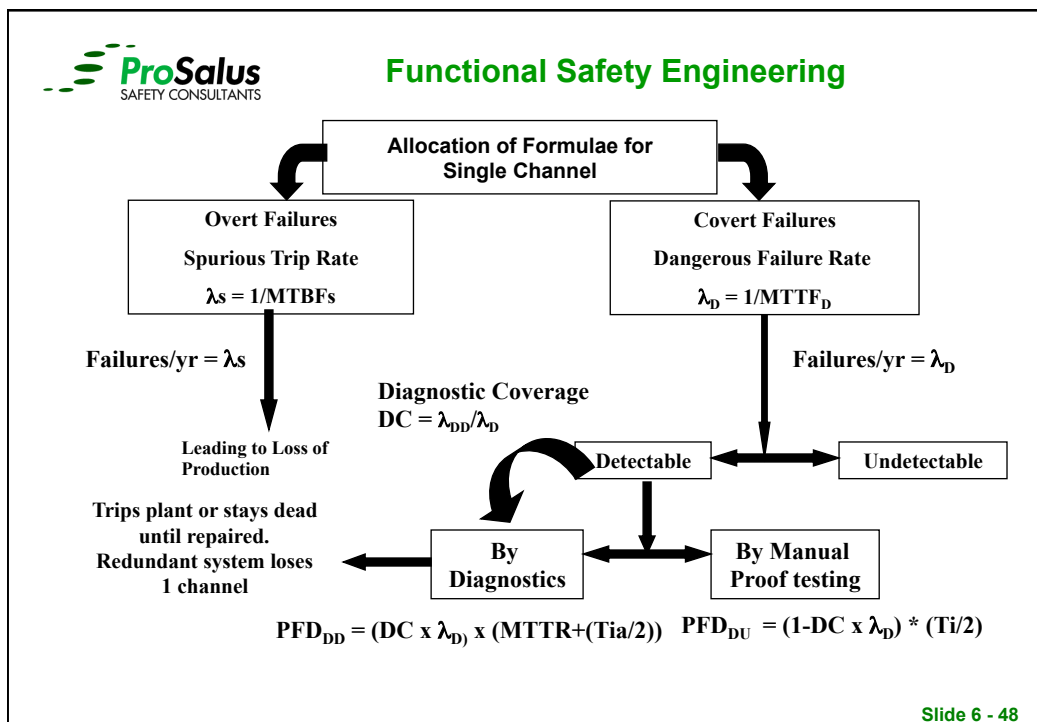 ProSalus
SAFETY CONSULTANTS
Functional Safety Engineering
Allocation of Formulae for
Single Channel
Overt Failures
Spurious Trip Rate
λs = 1/MTBFs
Covert Failures
Dangerous Failure Rate
λD = 1/MTTFD
Failures/yr = λs
Failures/yr = λD
Diagnostic Coverage
DC = λDD/λD
Leading to Loss of
Production
Detectable
Undetectable
Trips plant or stays dead
until repaired.
Redundant system loses
1 channel
By
Diagnostics
By Manual
Proof testing
PFDDD = (DC x λD) x (MTTR+(Tia/2))
PFDDU = (1-DC x λD) * (Ti/2)
Slide 6 - 48